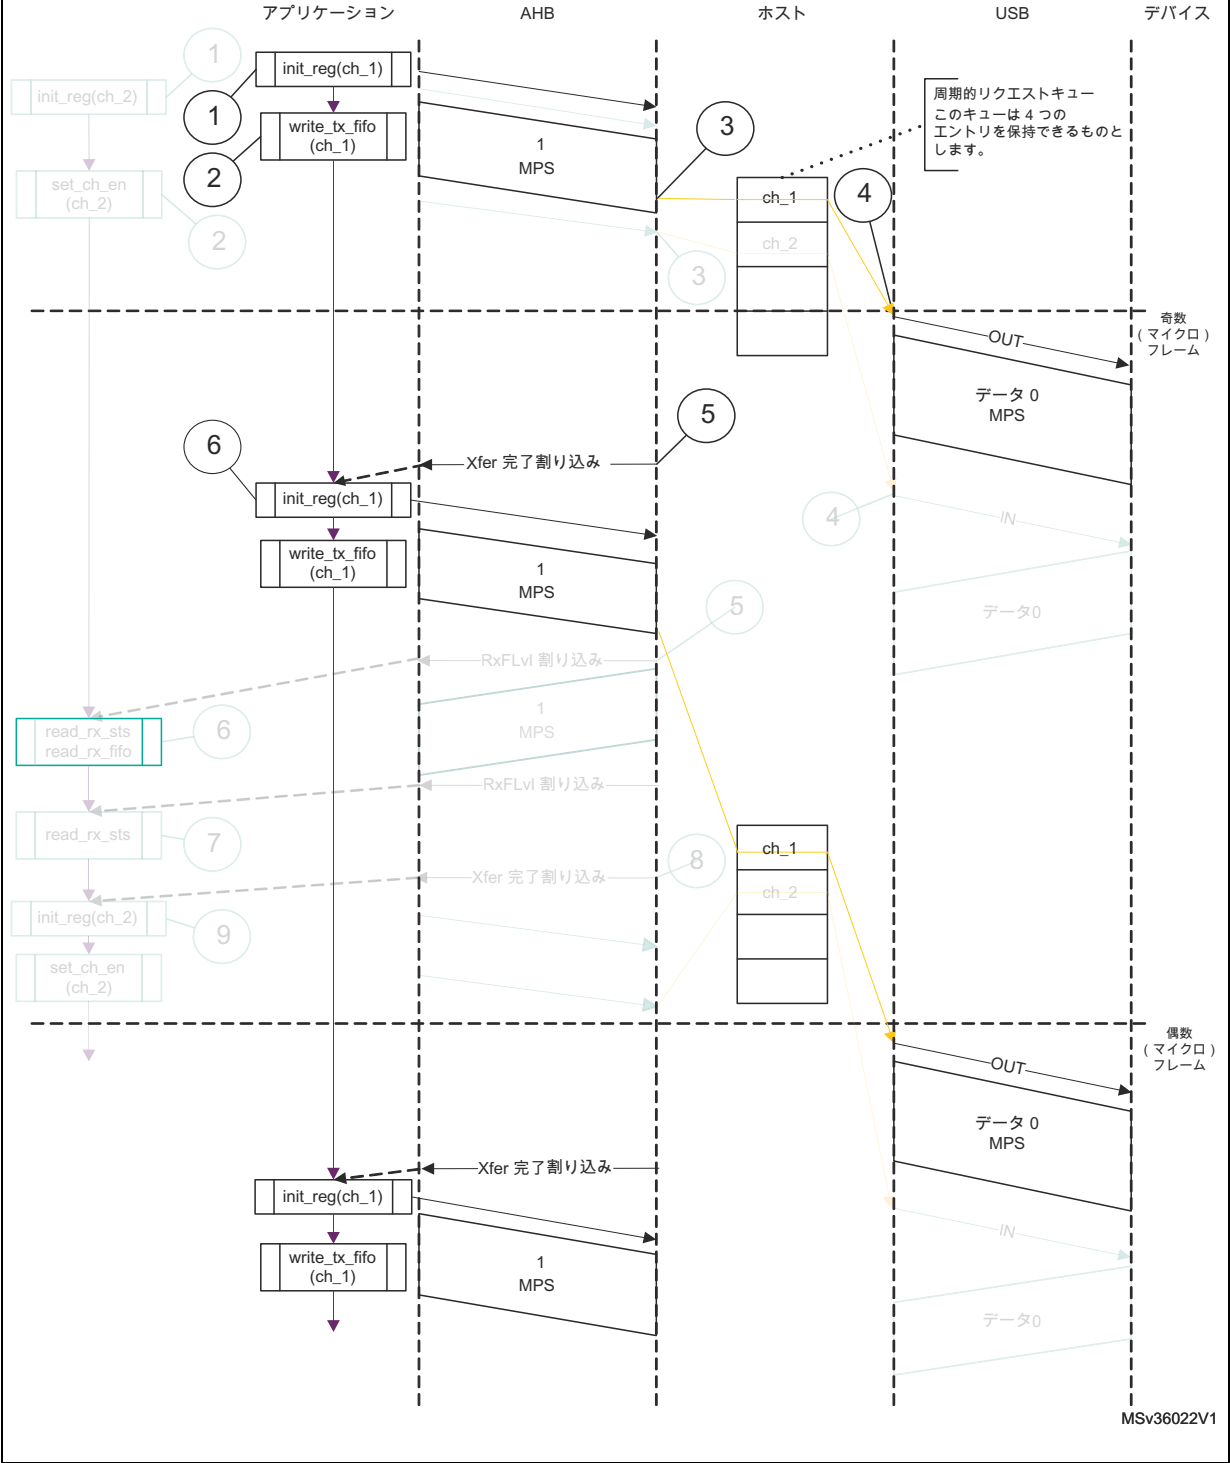 アプリケーション
AHB
ホスト
USB
デバイス
1
init_reg(ch_2)
init_reg(ch_1)
1
write_tx_fifo
(ch_1)
2
1
MPS
3
周期的リクエストキュー
このキューは 4 つの
エントリを保持できるものと
します。
set_ch_en
(ch_2)
2
ch_1
ch_2
4
3
奇数
( マイクロ )
フレーム
OUT
データ 0
MPS
5
6
Xfer 完了割り込み
init_reg(ch_1)
write_tx_fifo
(ch_1)
1
MPS
4
IN
データ0
5
RxFLvl 割り込み
read_rx_sts
read_rx_fifo
6
1
MPS
RxFLvl 割り込み
read_rx_sts
7
8
ch_1
ch_2
Xfer 完了割り込み
init_reg(ch_2)
9
set_ch_en
(ch_2)
偶数
( マイクロ )
フレーム
OUT
データ 0
MPS
Xfer 完了割り込み
init_reg(ch_1)
write_tx_fifo
(ch_1)
1
MPS
IN
データ0
MSv36022V1